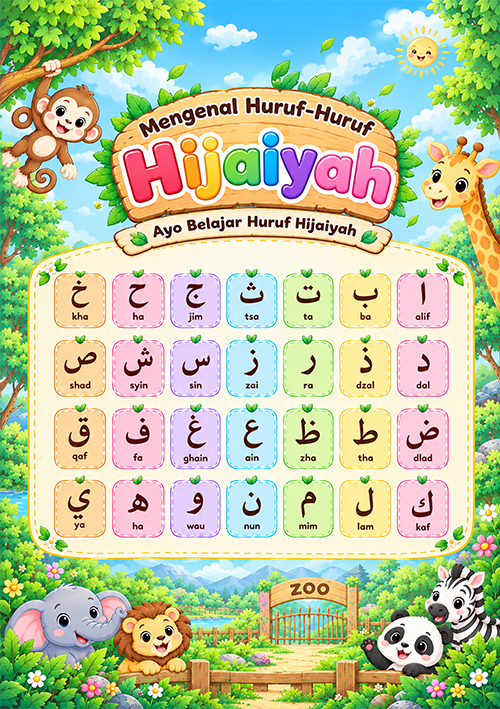 Mengenal Huruf-Huruf
Hijaiyah
Ayo Belajar Huruf Hijaiyah
ا ب ت ث ج ح خ
alif ba ta tsa jim ha kha
د ذ ر ز س ش ص
dal dzal ra zai sin syin shad
ض ط ظ ع غ ف ق
dlad tha zha ain ghain fa qaf
ك ل م ن و ه ي
kaf lam mim nun wau ha ya
ZOO